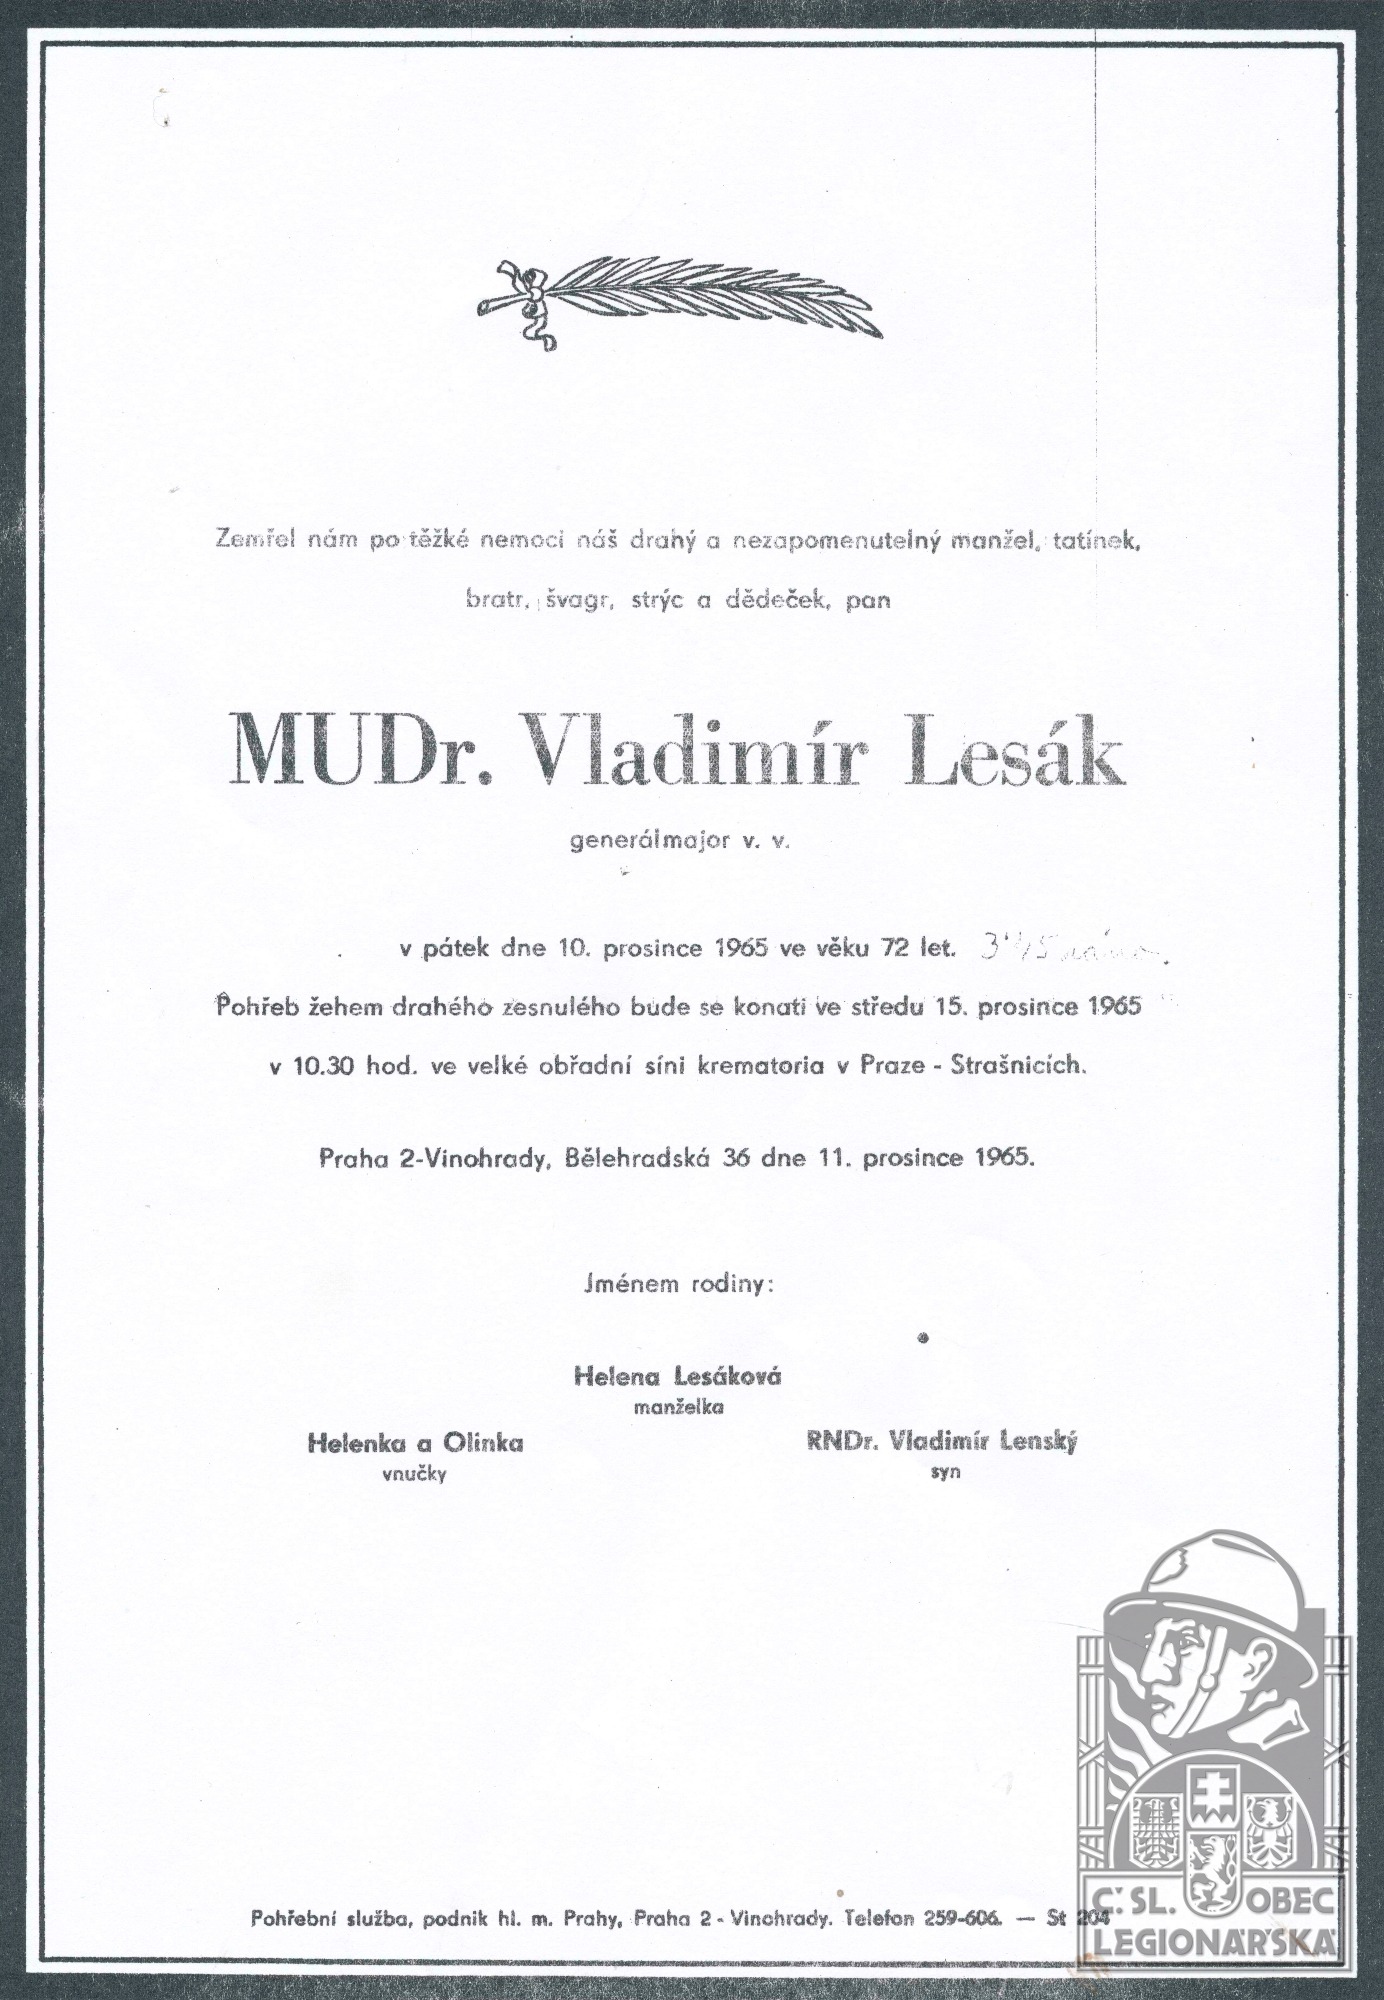 Zemřel nám po těžké nemoci náš drahý a nezapomenutelný manžel, tatínek,
bratr, švagr, strýc a dědeček, pan
MUDr. Vladimír Lesák
generálmajor v. v.
v pátek dne 10. prosince 1965 ve věku 72 let. 3'45 ráno.
Pohřeb žehem drahého zesnulého bude se konati ve středu 15. prosince 1965
v 10.30 hod. ve velké obřadní síni krematoria v Praze - Strašnicích.
Praha 2-Vinohrady, Bělehradská 36 dne 11. prosince 1965.
Jménem rodiny:
Helena Lesáková
manželka
Helenka a Olinka
vnučky
RNDr. Vladimír Lenský
syn
Pohřební služba, podnik hl. m. Prahy, Praha 2 - Vinohrady. Telefon 259-606. — St 204
Č SL. OBEC
LEGIONÁŘSKÁ